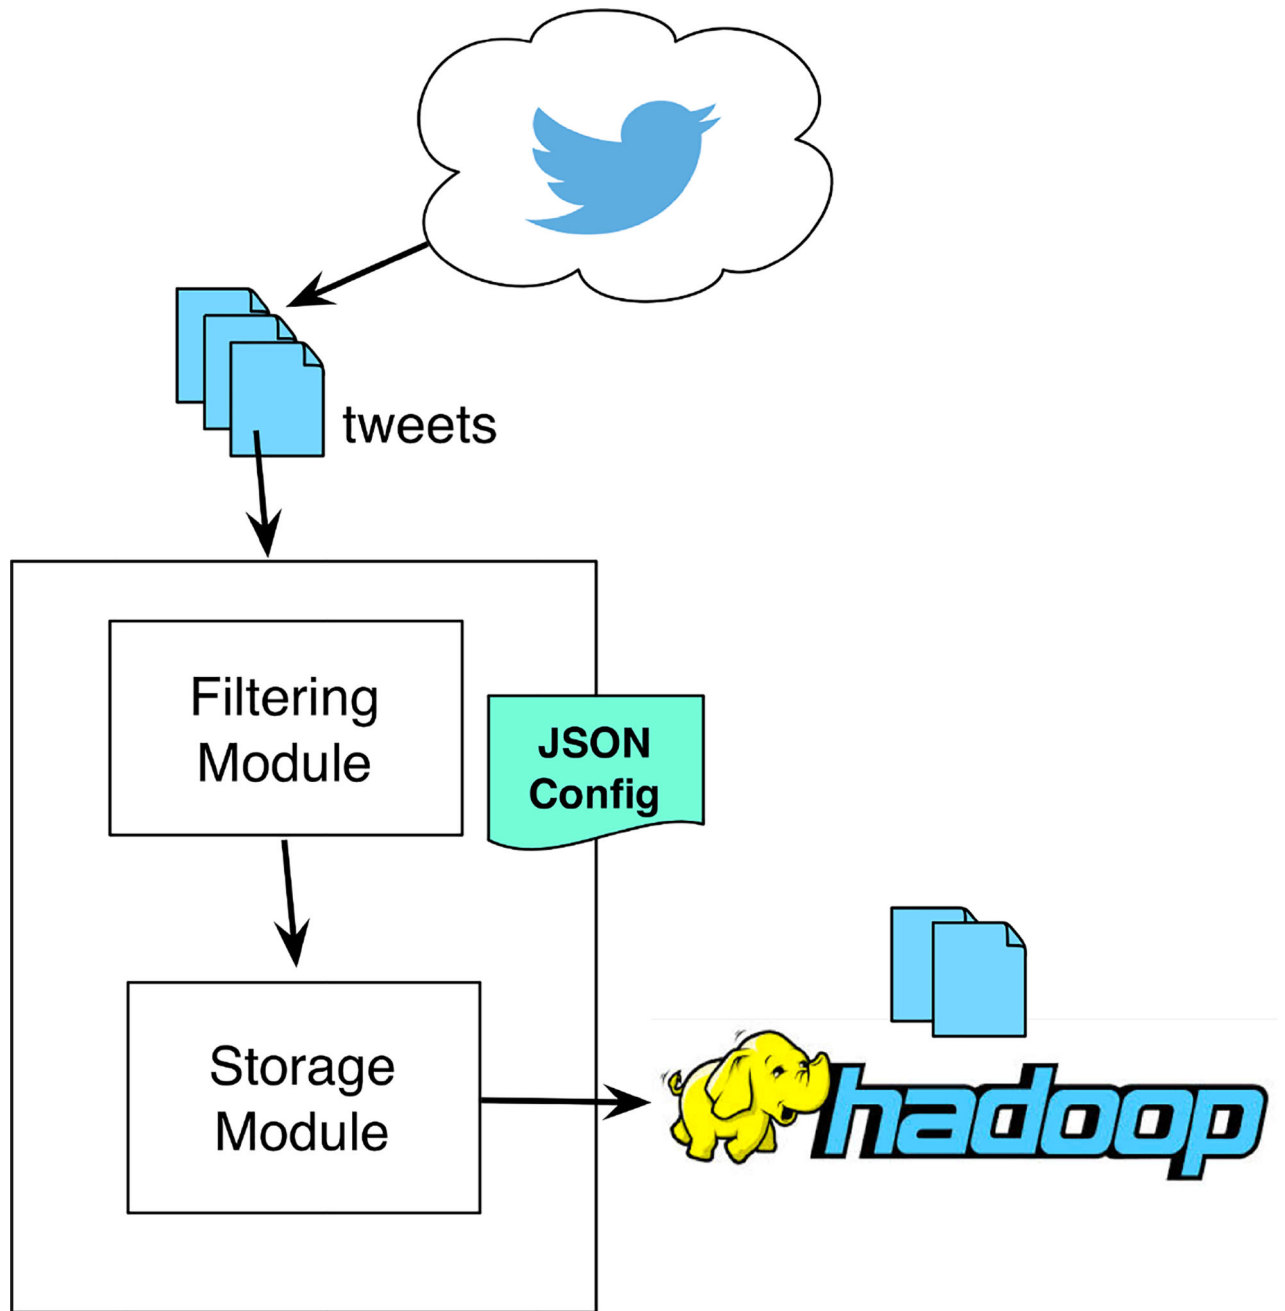 tweets
Filtering
Module
JSON
Config
Storage
Module
hadoop